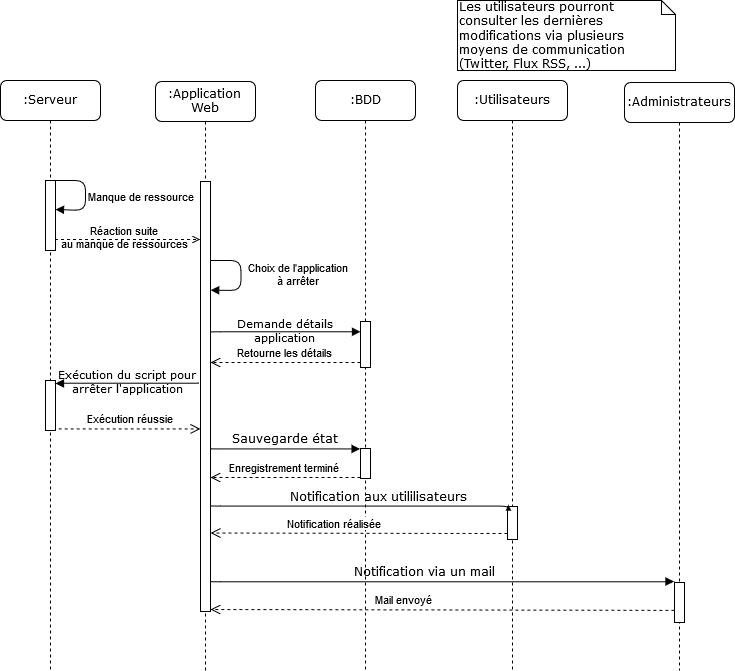 Les utilisateurs pourront
consulter les dernières
modifications via plusieurs
moyens de communication
(Twitter, Flux RSS, ...)
:Serveur
:Application
Web
:BDD
:Utilisateurs
:Administrateurs
Manque de ressource
Réaction suite
au manque de ressources
Choix de l'application
à arrêter
Demande détails
application
Retourne les détails
Exécution du script pour
arrêter l'application
Exécution réussie
Sauvegarde état
Enregistrement terminé
Notification aux utililisateurs
Notification réalisée
Notification via un mail
Mail envoyé